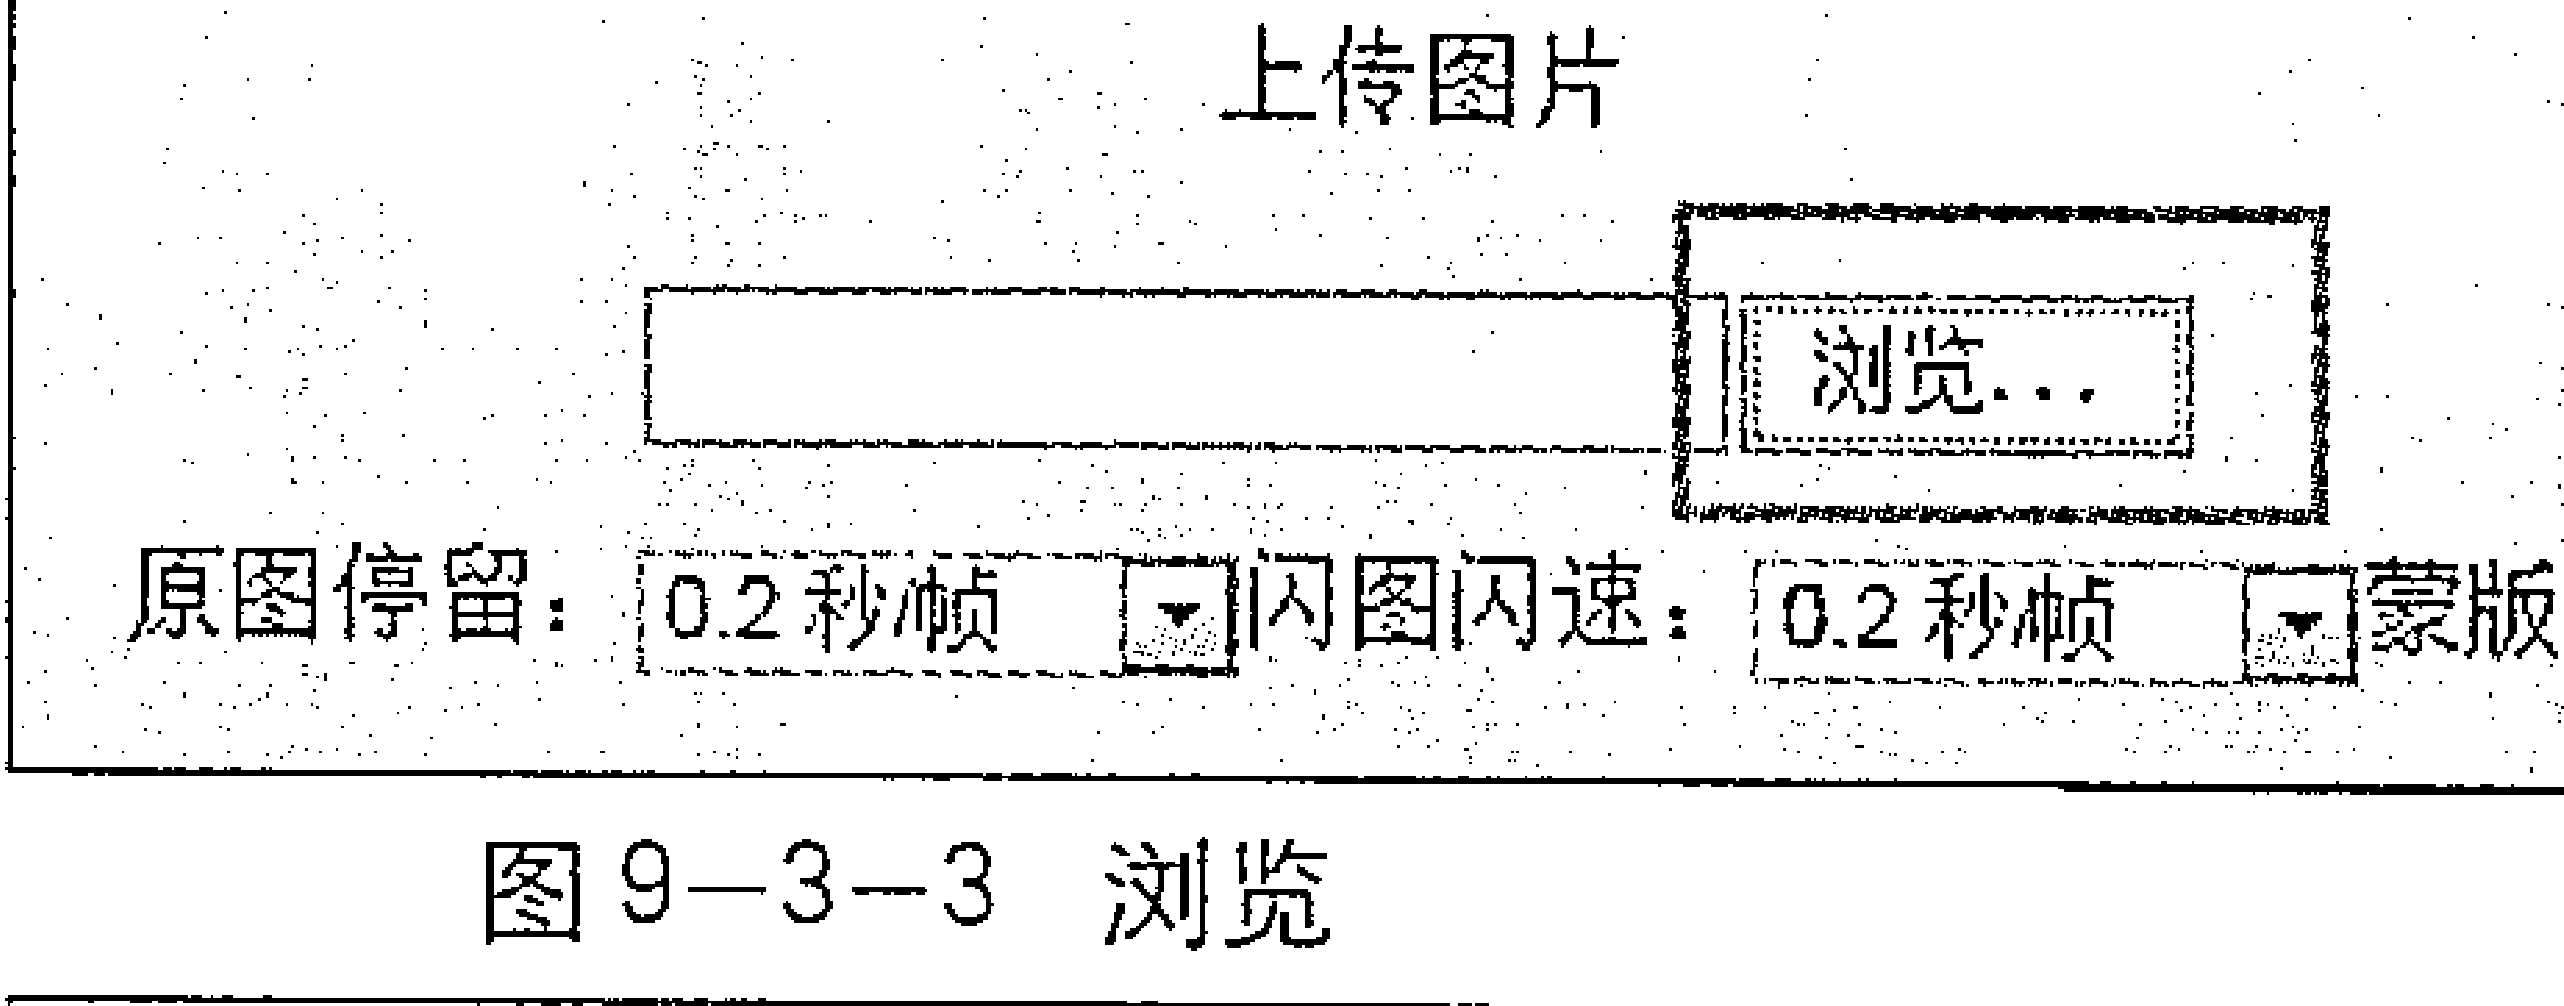 上传图片
浏览...
原图停留: 0.2 秒/帧 闪图闪速: 0.2 秒/帧 蒙版
图 9—3—3 浏览